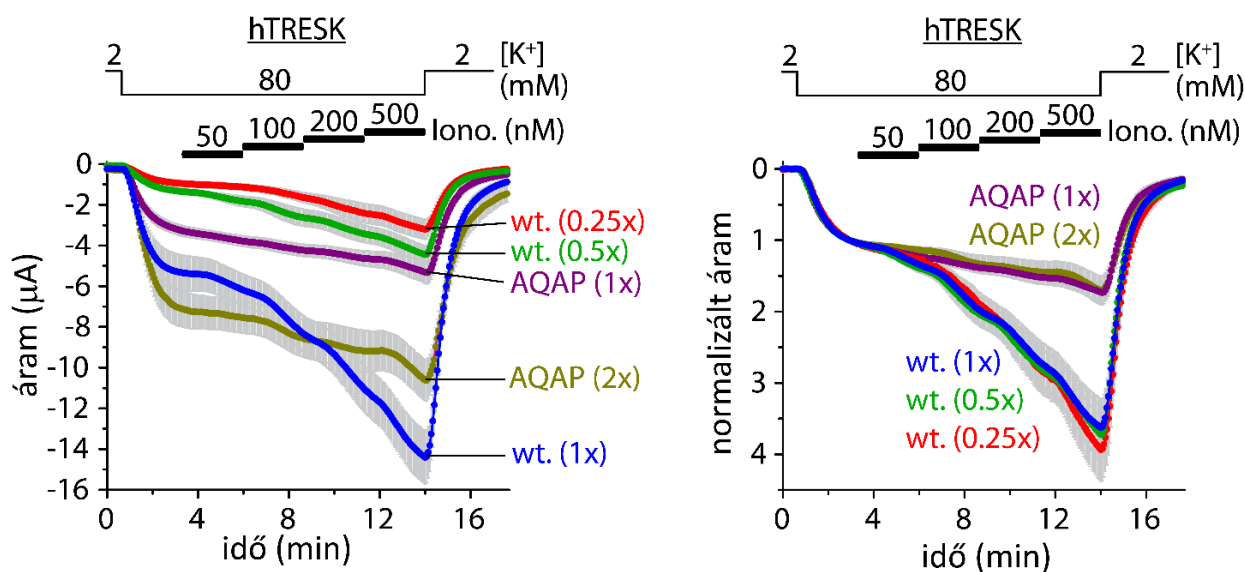 hTRESK
2 80 2 [K⁺] (mM)
50 100 200 500 Iono. (nM)
0
-2
-4
-6
-8
-10
-12
-14
-16
áram (µA)
wt. (0.25x)
wt. (0.5x)
AQAP (1x)
AQAP (2x)
wt. (1x)
0 4 8 12 16
idő (min)
hTRESK
2 80 2 [K⁺] (mM)
50 100 200 500 Iono. (nM)
0
1
2
3
4
normalizált áram
AQAP (1x)
AQAP (2x)
wt. (1x)
wt. (0.5x)
wt. (0.25x)
0 4 8 12 16
idő (min)